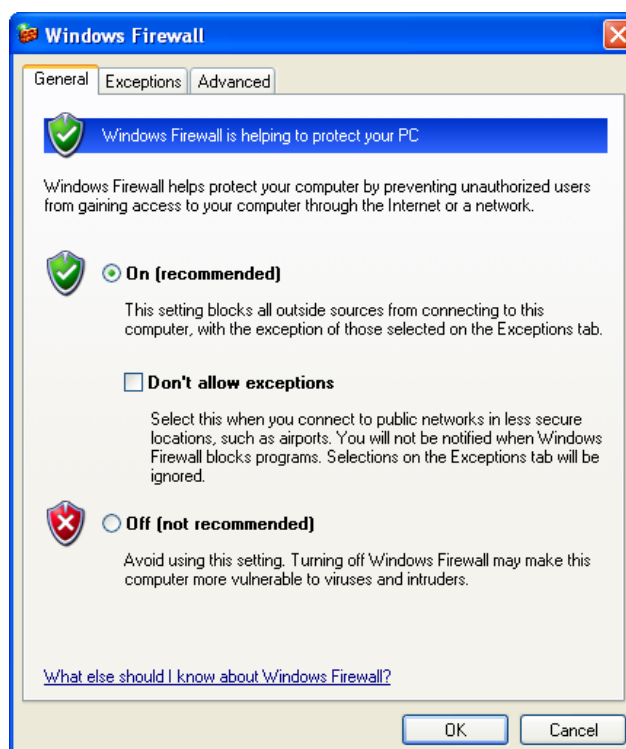 Windows Firewall
General Exceptions Advanced
Windows Firewall is helping to protect your PC
Windows Firewall helps protect your computer by preventing unauthorized users
from gaining access to your computer through the Internet or a network.
On (recommended)
This setting blocks all outside sources from connecting to this
computer, with the exception of those selected on the Exceptions tab.
Don't allow exceptions
Select this when you connect to public networks in less secure
locations, such as airports. You will not be notified when Windows
Firewall blocks programs. Selections on the Exceptions tab will be
ignored.
Off (not recommended)
Avoid using this setting. Turning off Windows Firewall may make this
computer more vulnerable to viruses and intruders.
What else should I know about Windows Firewall?
OK Cancel